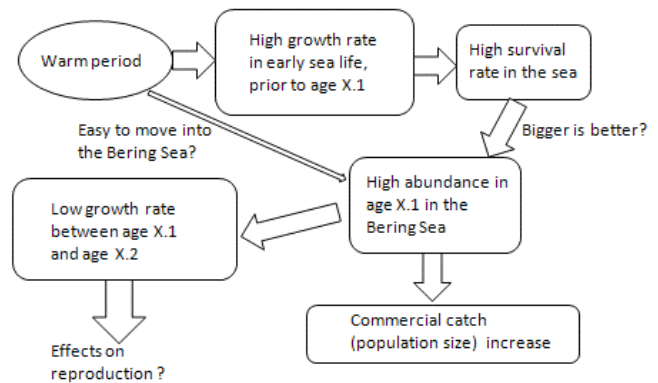 Warm period
High growth rate
in early sea life,
prior to age X.1
High survival
rate in the sea
Easy to move into
the Bering Sea?
Bigger is better?
High abundance in
age X.1 in the
Bering Sea
Low growth rate
between age X.1
and age X.2
Commercial catch
(population size) increase
Effects on
reproduction ?